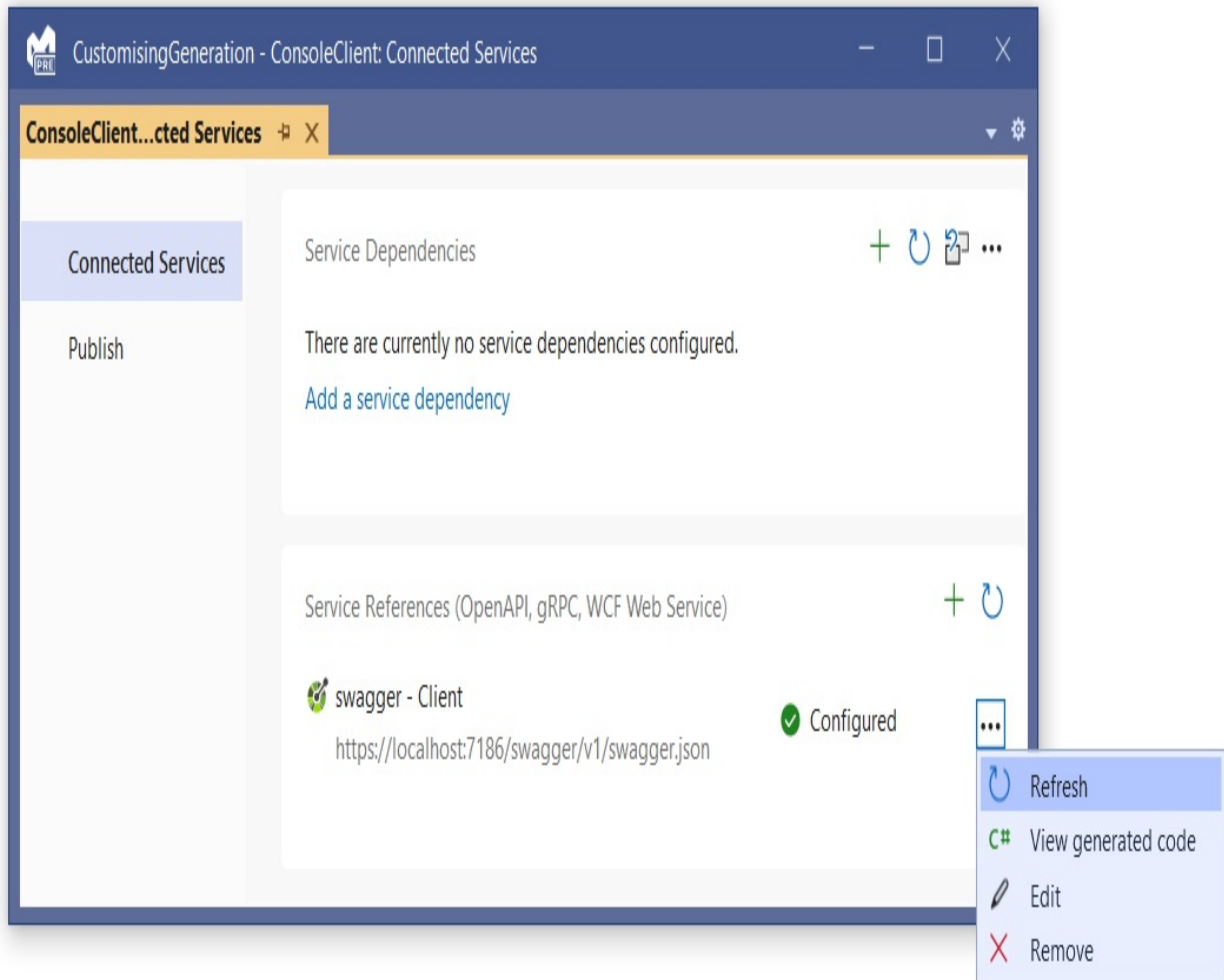 PRE
CustomisingGeneration - ConsoleClient: Connected Services
ConsoleClient...cted Services
Connected Services
Publish
Service Dependencies
There are currently no service dependencies configured.
Add a service dependency
Service References (OpenAPI, gRPC, WCF Web Service)
swagger - Client
https://localhost:7186/swagger/v1/swagger.json
Configured
Refresh
C# View generated code
Edit
Remove